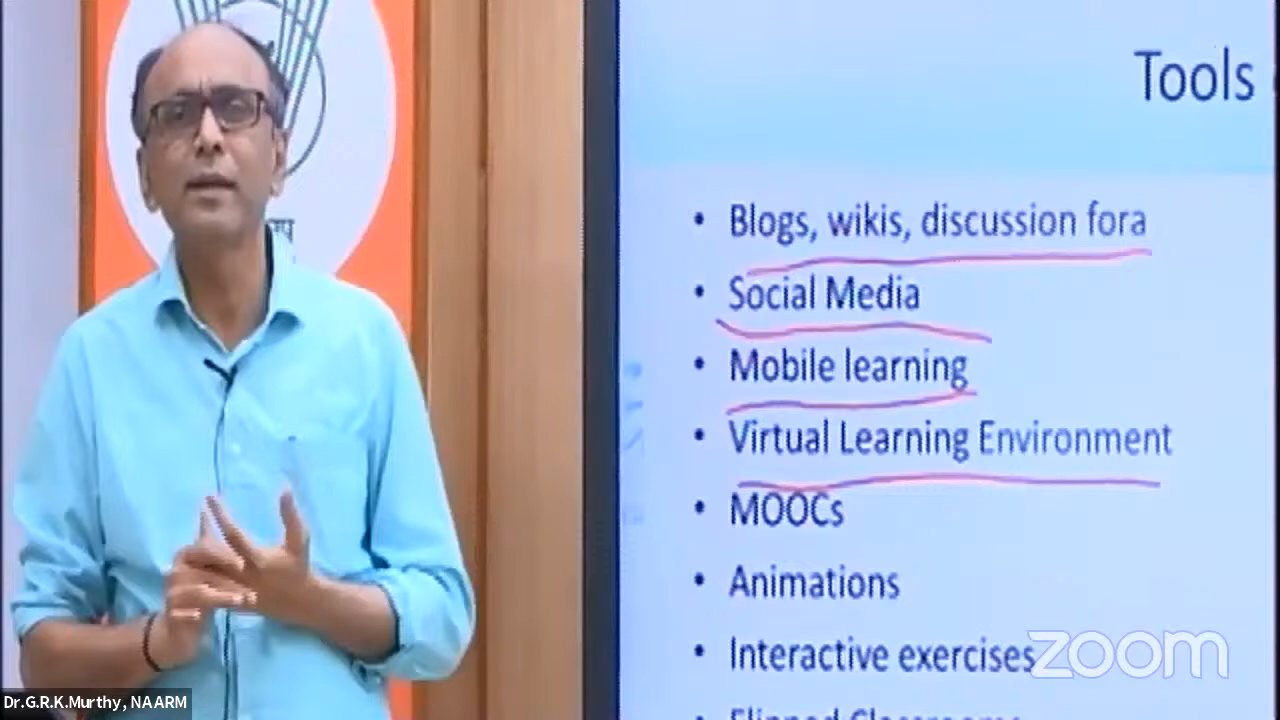 Tools
• Blogs, wikis, discussion fora
• Social Media
• Mobile learning
• Virtual Learning Environment
• MOOCs
• Animations
• Interactive exercises
zoom
Dr.G.R.K.Murthy, NAARM